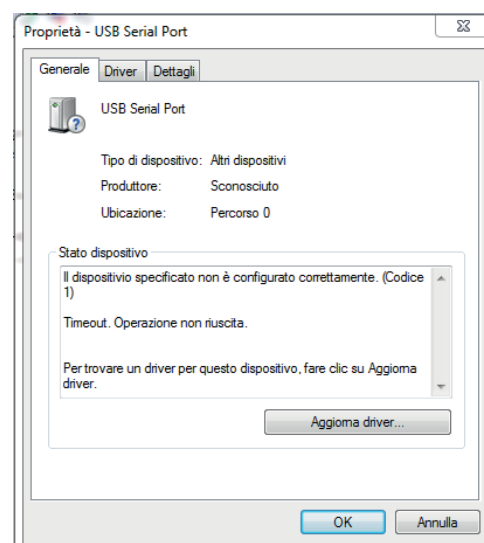 Proprietà - USB Serial Port
Generale Driver Dettagli
USB Serial Port
Tipo di dispositivo: Altri dispositivi
Produttore: Sconosciuto
Ubicazione: Percorso 0
Stato dispositivo
Il dispositivio specificato non è configurato correttamente. (Codice
1)
Timeout. Operazione non riuscita.
Per trovare un driver per questo dispositivo, fare clic su Aggiorna
driver.
Aggiorna driver...
OK Annulla